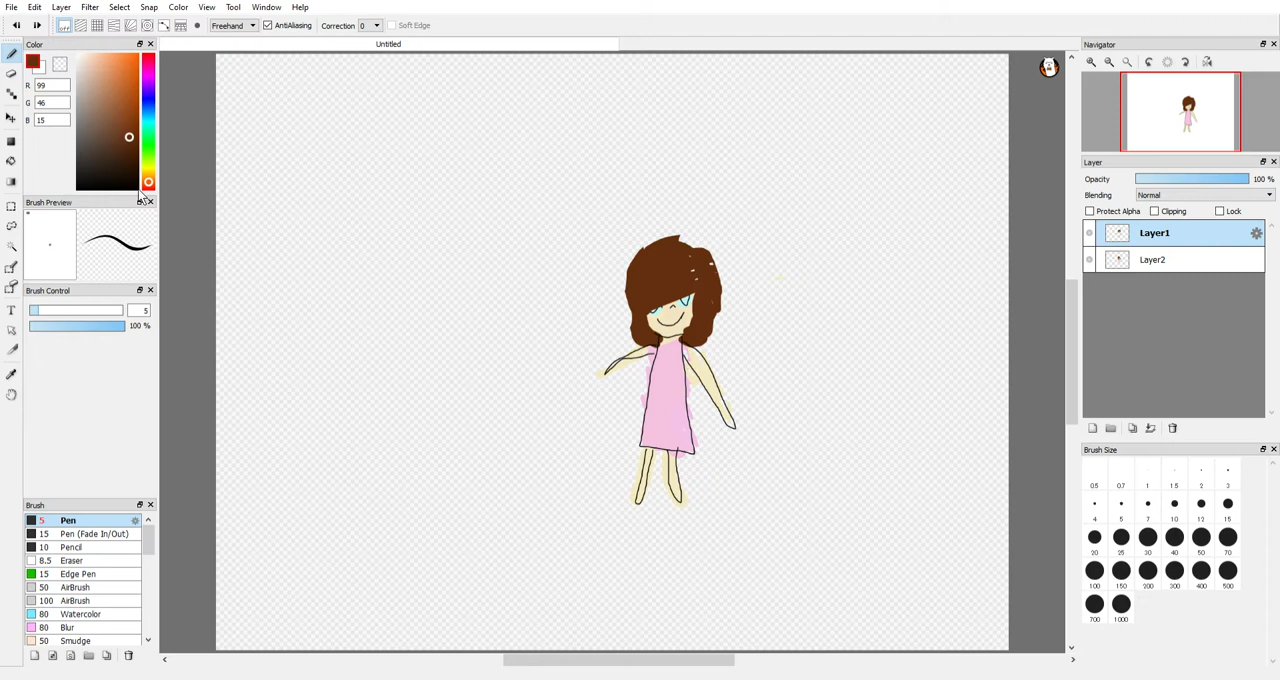 File Edit Layer Filter Select Snap Color View Tool Window Help
off Freehand AntiAliasing Correction 0 Soft Edge
Untitled
Color
R 99
G 46
B 15
Brush Preview
Brush Control
5
100 %
Brush
5 Pen
15 Pen (Fade In/Out)
10 Pencil
8.5 Eraser
15 Edge Pen
50 AirBrush
100 AirBrush
80 Watercolor
80 Blur
50 Smudge
Navigator
Layer
Opacity 100 %
Blending Normal
Protect Alpha Clipping Lock
Layer1
Layer2
Brush Size
0.5 0.7 1 1.5 2 3
4 5 7 10 12 15
20 25 30 40 50 70
100 150 200 300 400 500
700 1000